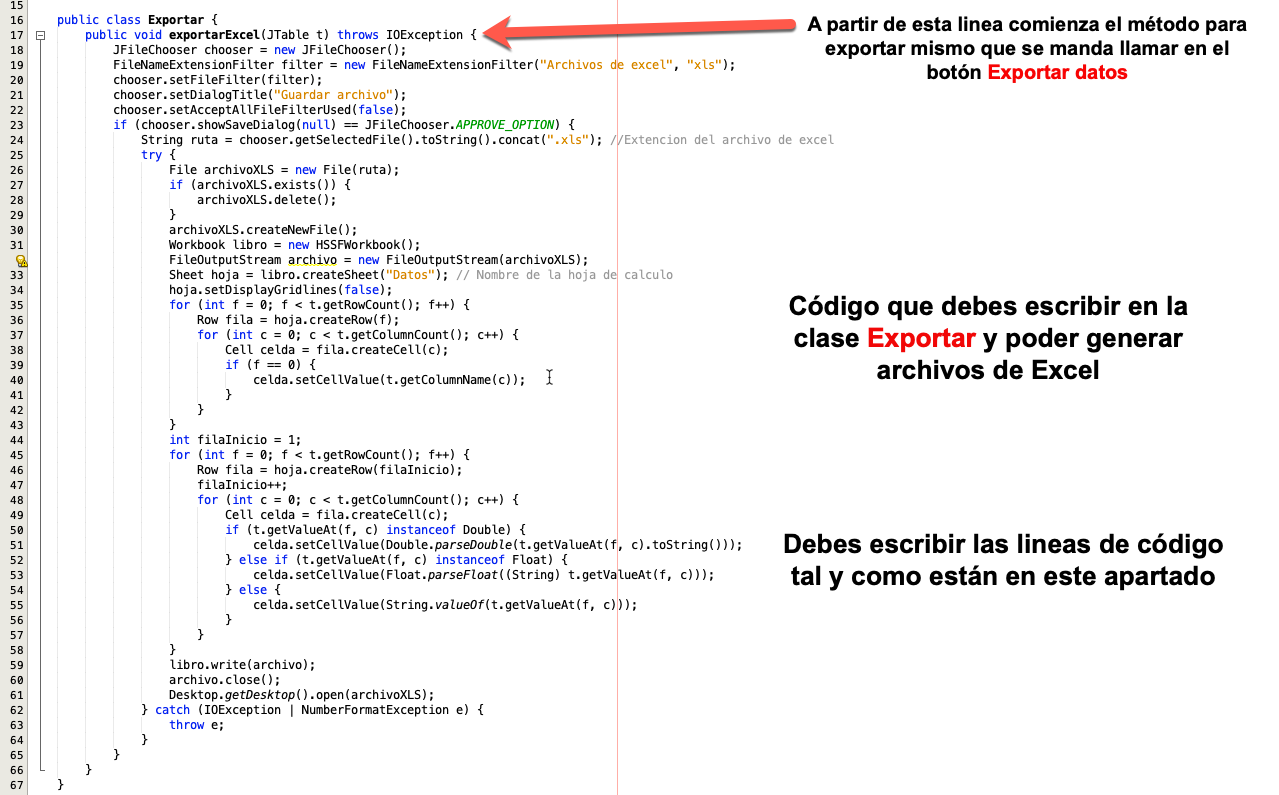 15
16 public class Exportar {
17 public void exportarExcel(JTable t) throws IOException {
18 JFileChooser chooser = new JFileChooser();
19 FileNameExtensionFilter filter = new FileNameExtensionFilter("Archivos de excel", "xls");
20 chooser.setFileFilter(filter);
21 chooser.setDialogTitle("Guardar archivo");
22 chooser.setAcceptAllFileFilterUsed(false);
23 if (chooser.showSaveDialog(null) == JFileChooser.APPROVE_OPTION) {
24 String ruta = chooser.getSelectedFile().toString().concat(".xls"); //Extencion del archivo de excel
25 try {
26 File archivoXLS = new File(ruta);
27 if (archivoXLS.exists()) {
28 archivoXLS.delete();
29 }
30 archivoXLS.createNewFile();
31 Workbook libro = new HSSFWorkbook();
FileOutputStream archivo = new FileOutputStream(archivoXLS);
33 Sheet hoja = libro.createSheet("Datos"); // Nombre de la hoja de calculo
34 hoja.setDisplayGridlines(false);
35 for (int f = 0; f < t.getRowCount(); f++) {
36 Row fila = hoja.createRow(f);
37 for (int c = 0; c < t.getColumnCount(); c++) {
38 Cell celda = fila.createCell(c);
39 if (f == 0) {
40 celda.setCellValue(t.getColumnName(c));
41 }
42 }
43 }
44 int filaInicio = 1;
45 for (int f = 0; f < t.getRowCount(); f++) {
46 Row fila = hoja.createRow(filaInicio);
47 filaInicio++;
48 for (int c = 0; c < t.getColumnCount(); c++) {
49 Cell celda = fila.createCell(c);
50 if (t.getValueAt(f, c) instanceof Double) {
51 celda.setCellValue(Double.parseDouble(t.getValueAt(f, c).toString()));
52 } else if (t.getValueAt(f, c) instanceof Float) {
53 celda.setCellValue(Float.parseFloat((String) t.getValueAt(f, c)));
54 } else {
55 celda.setCellValue(String.valueOf(t.getValueAt(f, c)));
56 }
57 }
58 }
59 libro.write(archivo);
60 archivo.close();
61 Desktop.getDesktop().open(archivoXLS);
62 } catch (IOException | NumberFormatException e) {
63 throw e;
64 }
65 }
66 }
67 }
A partir de esta linea comienza el método para
exportar mismo que se manda llamar en el
botón Exportar datos
Código que debes escribir en la
clase Exportar y poder generar
archivos de Excel
Debes escribir las lineas de código
tal y como están en este apartado